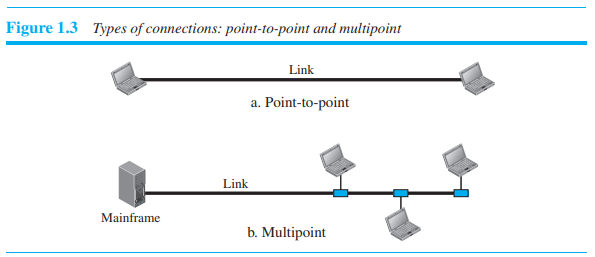 Figure 1.3 Types of connections: point-to-point and multipoint
Link
a. Point-to-point
Link
Mainframe
b. Multipoint